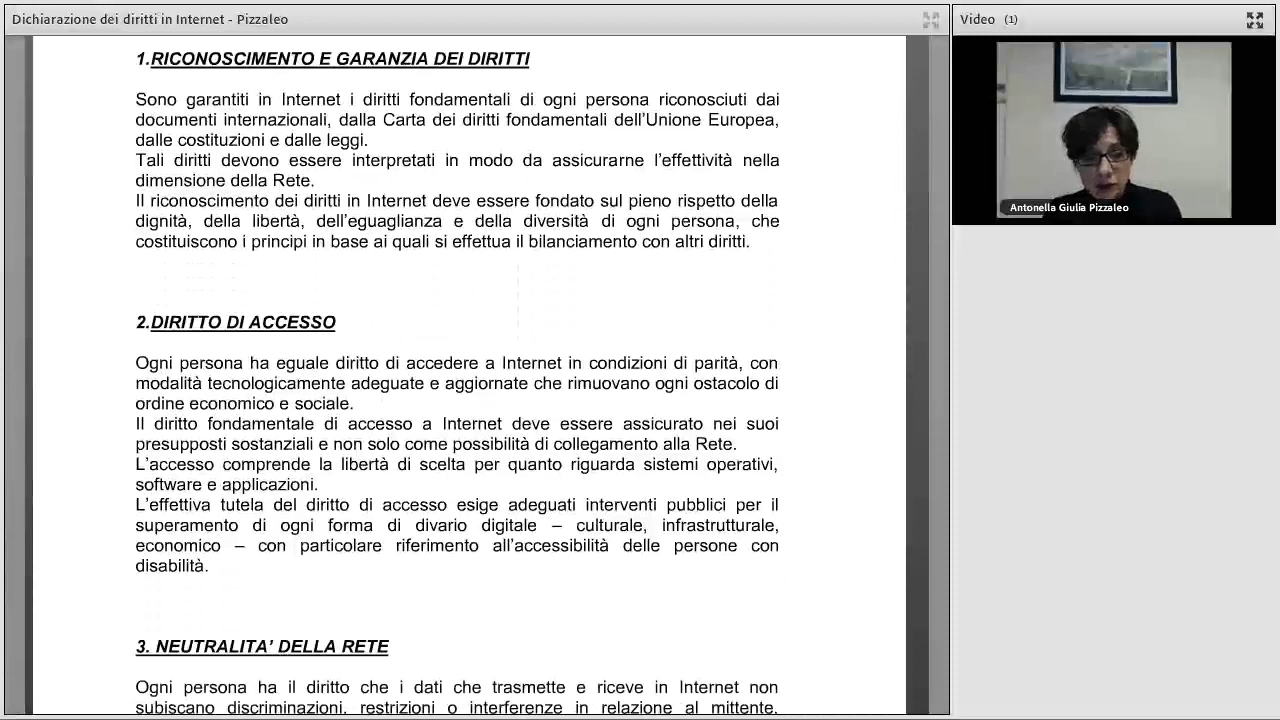 Dichiarazione dei diritti in Internet - Pizzaleo
Video (1)
Antonella Giulia Pizzaleo
1.RICONOSCIMENTO E GARANZIA DEI DIRITTI
Sono garantiti in Internet i diritti fondamentali di ogni persona riconosciuti dai
documenti internazionali, dalla Carta dei diritti fondamentali dell’Unione Europea,
dalle costituzioni e dalle leggi.
Tali diritti devono essere interpretati in modo da assicurarne l’effettività nella
dimensione della Rete.
Il riconoscimento dei diritti in Internet deve essere fondato sul pieno rispetto della
dignità, della libertà, dell’eguaglianza e della diversità di ogni persona, che
costituiscono i principi in base ai quali si effettua il bilanciamento con altri diritti.
2.DIRITTO DI ACCESSO
Ogni persona ha eguale diritto di accedere a Internet in condizioni di parità, con
modalità tecnologicamente adeguate e aggiornate che rimuovano ogni ostacolo di
ordine economico e sociale.
Il diritto fondamentale di accesso a Internet deve essere assicurato nei suoi
presupposti sostanziali e non solo come possibilità di collegamento alla Rete.
L’accesso comprende la libertà di scelta per quanto riguarda sistemi operativi,
software e applicazioni.
L’effettiva tutela del diritto di accesso esige adeguati interventi pubblici per il
superamento di ogni forma di divario digitale – culturale, infrastrutturale,
economico – con particolare riferimento all’accessibilità delle persone con
disabilità.
3. NEUTRALITA’ DELLA RETE
Ogni persona ha il diritto che i dati che trasmette e riceve in Internet non
subiscano discriminazioni, restrizioni o interferenze in relazione al mittente,